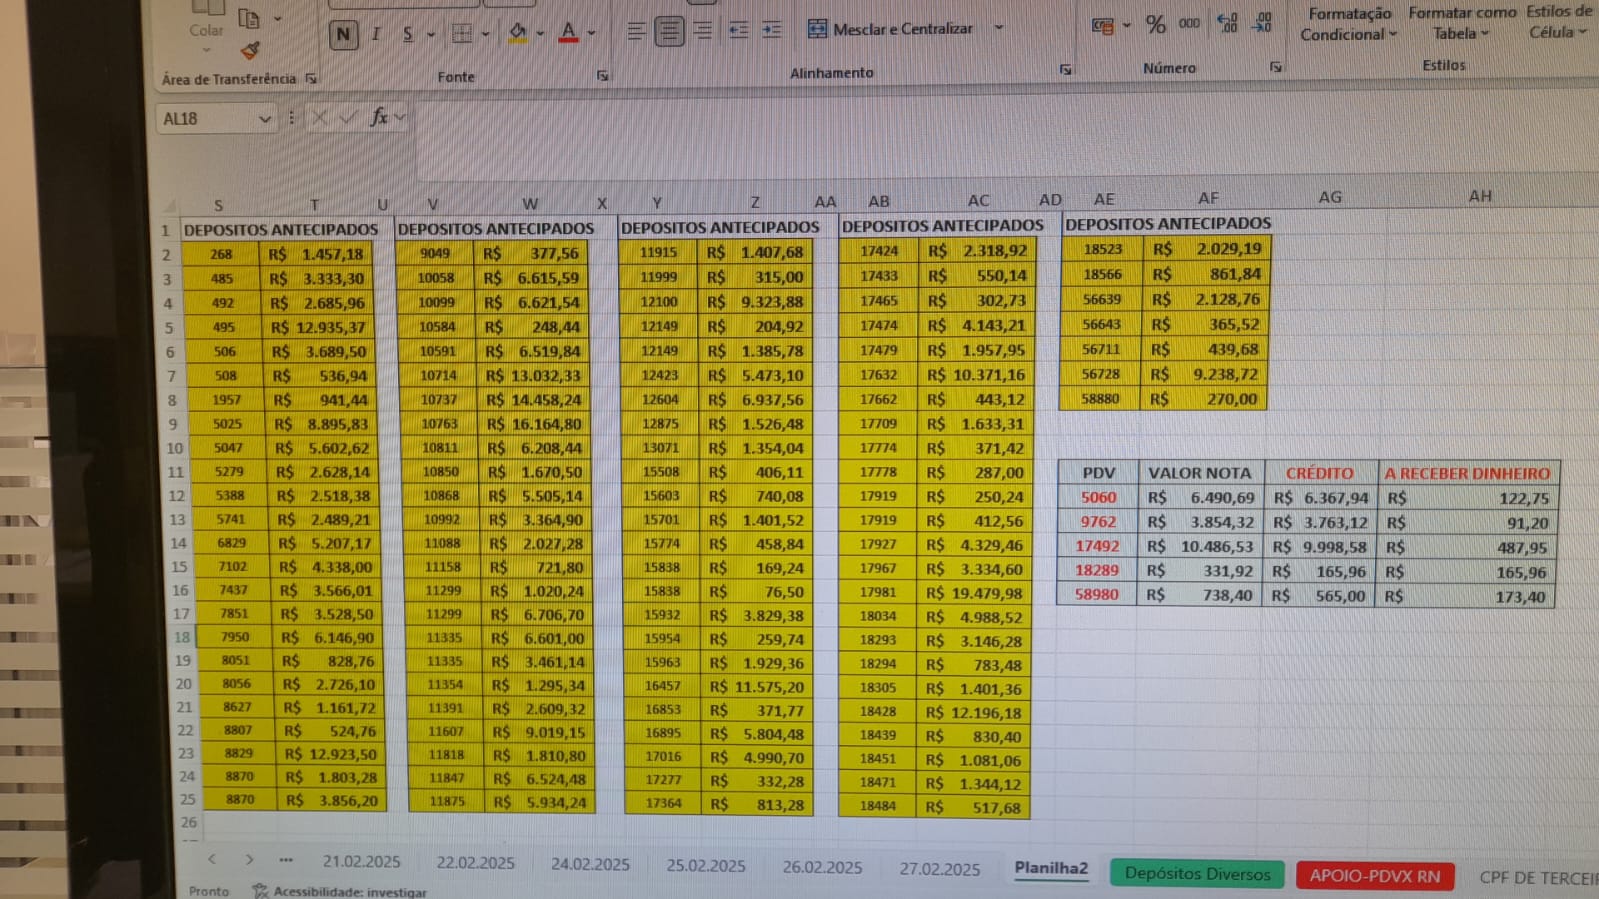 Colar
Área de Transferência
N I S
Fonte
Mesclar e Centralizar
Alinhamento
% 000
Número
Formatação Condicional
Formatar como Tabela
Estilos de Célula
Estilos
AL18
fx
S T U V W X Y Z AA AB AC AD AE AF AG AH
1 DEPOSITOS ANTECIPADOS DEPOSITOS ANTECIPADOS DEPOSITOS ANTECIPADOS DEPOSITOS ANTECIPADOS DEPOSITOS ANTECIPADOS
2 268 R$ 1.457,18 9049 R$ 377,56 11915 R$ 1.407,68 17424 R$ 2.318,92 18523 R$ 2.029,19
3 485 R$ 3.333,30 10058 R$ 6.615,59 11999 R$ 315,00 17433 R$ 550,14 18566 R$ 861,84
4 492 R$ 2.685,96 10099 R$ 6.621,54 12100 R$ 9.323,88 17465 R$ 302,73 56639 R$ 2.128,76
5 495 R$ 12.935,37 10584 R$ 248,44 12149 R$ 204,92 17474 R$ 4.143,21 56643 R$ 365,52
6 506 R$ 3.689,50 10591 R$ 6.519,84 12149 R$ 1.385,78 17479 R$ 1.957,95 56711 R$ 439,68
7 508 R$ 536,94 10714 R$ 13.032,33 12423 R$ 5.473,10 17632 R$ 10.371,16 56728 R$ 9.238,72
8 1957 R$ 941,44 10737 R$ 14.458,24 12604 R$ 6.937,56 17662 R$ 443,12 58880 R$ 270,00
9 5025 R$ 8.895,83 10763 R$ 16.164,80 12875 R$ 1.526,48 17709 R$ 1.633,31
10 5047 R$ 5.602,62 10811 R$ 6.208,44 13071 R$ 1.354,04 17774 R$ 371,42
11 5279 R$ 2.628,14 10850 R$ 1.670,50 15508 R$ 406,11 17778 R$ 287,00 PDV VALOR NOTA CRÉDITO A RECEBER DINHEIRO
12 5388 R$ 2.518,38 10868 R$ 5.505,14 15603 R$ 740,08 17919 R$ 250,24 5060 R$ 6.490,69 R$ 6.367,94 R$ 122,75
13 5741 R$ 2.489,21 10992 R$ 3.364,90 15701 R$ 1.401,52 17919 R$ 412,56 9762 R$ 3.854,32 R$ 3.763,12 R$ 91,20
14 6829 R$ 5.207,17 11088 R$ 2.027,28 15774 R$ 458,84 17927 R$ 4.329,46 17492 R$ 10.486,53 R$ 9.998,58 R$ 487,95
15 7102 R$ 4.338,00 11158 R$ 721,80 15838 R$ 169,24 17967 R$ 3.334,60 18289 R$ 331,92 R$ 165,96 R$ 165,96
16 7437 R$ 3.566,01 11299 R$ 1.020,24 15838 R$ 76,50 17981 R$ 19.479,98 58980 R$ 738,40 R$ 565,00 R$ 173,40
17 7851 R$ 3.528,50 11299 R$ 6.706,70 15932 R$ 3.829,38 18034 R$ 4.988,52
18 7950 R$ 6.146,90 11335 R$ 6.601,00 15954 R$ 259,74 18293 R$ 3.146,28
19 8051 R$ 828,76 11335 R$ 3.461,14 15963 R$ 1.929,36 18294 R$ 783,48
20 8056 R$ 2.726,10 11354 R$ 1.295,34 16457 R$ 11.575,20 18305 R$ 1.401,36
21 8627 R$ 1.161,72 11391 R$ 2.609,32 16853 R$ 371,77 18428 R$ 12.196,18
22 8807 R$ 524,76 11607 R$ 9.019,15 16895 R$ 5.804,48 18439 R$ 830,40
23 8829 R$ 12.923,50 11818 R$ 1.810,80 17016 R$ 4.990,70 18451 R$ 1.081,06
24 8870 R$ 1.803,28 11847 R$ 6.524,48 17277 R$ 332,28 18471 R$ 1.344,12
25 8870 R$ 3.856,20 11875 R$ 5.934,24 17364 R$ 813,28 18484 R$ 517,68
26
21.02.2025 22.02.2025 24.02.2025 25.02.2025 26.02.2025 27.02.2025 Planilha2 Depósitos Diversos APOIO-PDVX RN CPF DE TERCEI
Pronto Acessibilidade: investigar